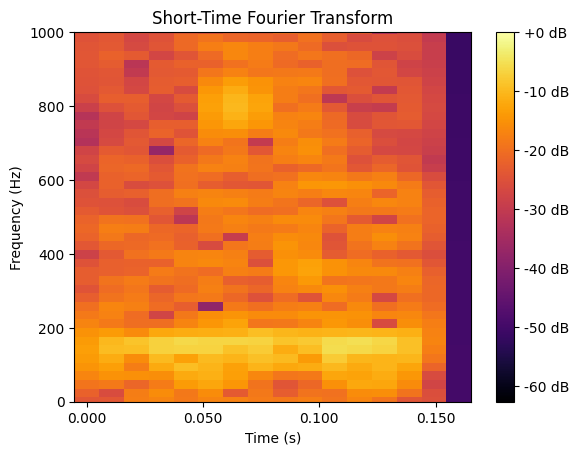 Short-Time Fourier Transform
1000
800
600
400
200
0
Frequency (Hz)
0.000
0.050
0.100
0.150
Time (s)
+0 dB
-10 dB
-20 dB
-30 dB
-40 dB
-50 dB
-60 dB